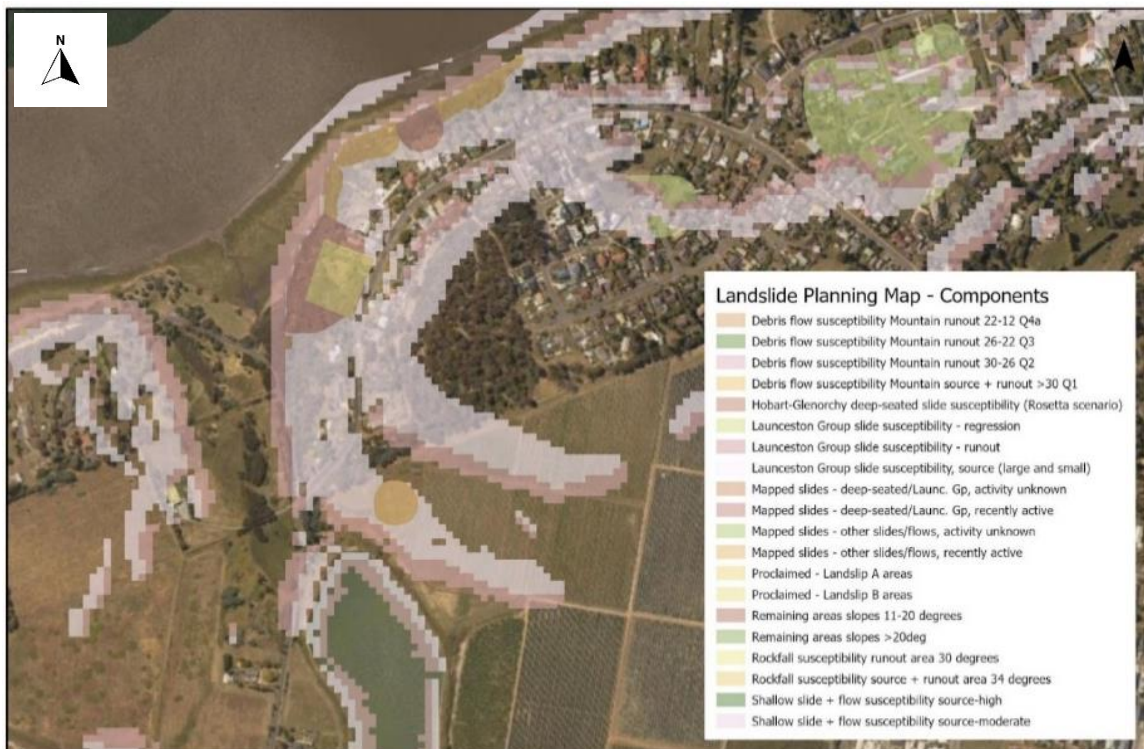 N
Landslide Planning Map - Components
Debris flow susceptibility Mountain runout 22-12 Q4a
Debris flow susceptibility Mountain runout 26-22 Q3
Debris flow susceptibility Mountain runout 30-26 Q2
Debris flow susceptibility Mountain source + runout >30 Q1
Hobart-Glenorchy deep-seated slide susceptibility (Rosetta scenario)
Launceston Group slide susceptibility - regression
Launceston Group slide susceptibility - runout
Launceston Group slide susceptibility, source (large and small)
Mapped slides - deep-seated/Launc. Gp, activity unknown
Mapped slides - deep-seated/Launc. Gp, recently active
Mapped slides - other slides/flows, activity unknown
Mapped slides - other slides/flows, recently active
Proclaimed - Landslip A areas
Proclaimed - Landslip B areas
Remaining areas slopes 11-20 degrees
Remaining areas slopes >20deg
Rockfall susceptibility runout area 30 degrees
Rockfall susceptibility source + runout area 34 degrees
Shallow slide + flow susceptibility source-high
Shallow slide + flow susceptibility source-moderate